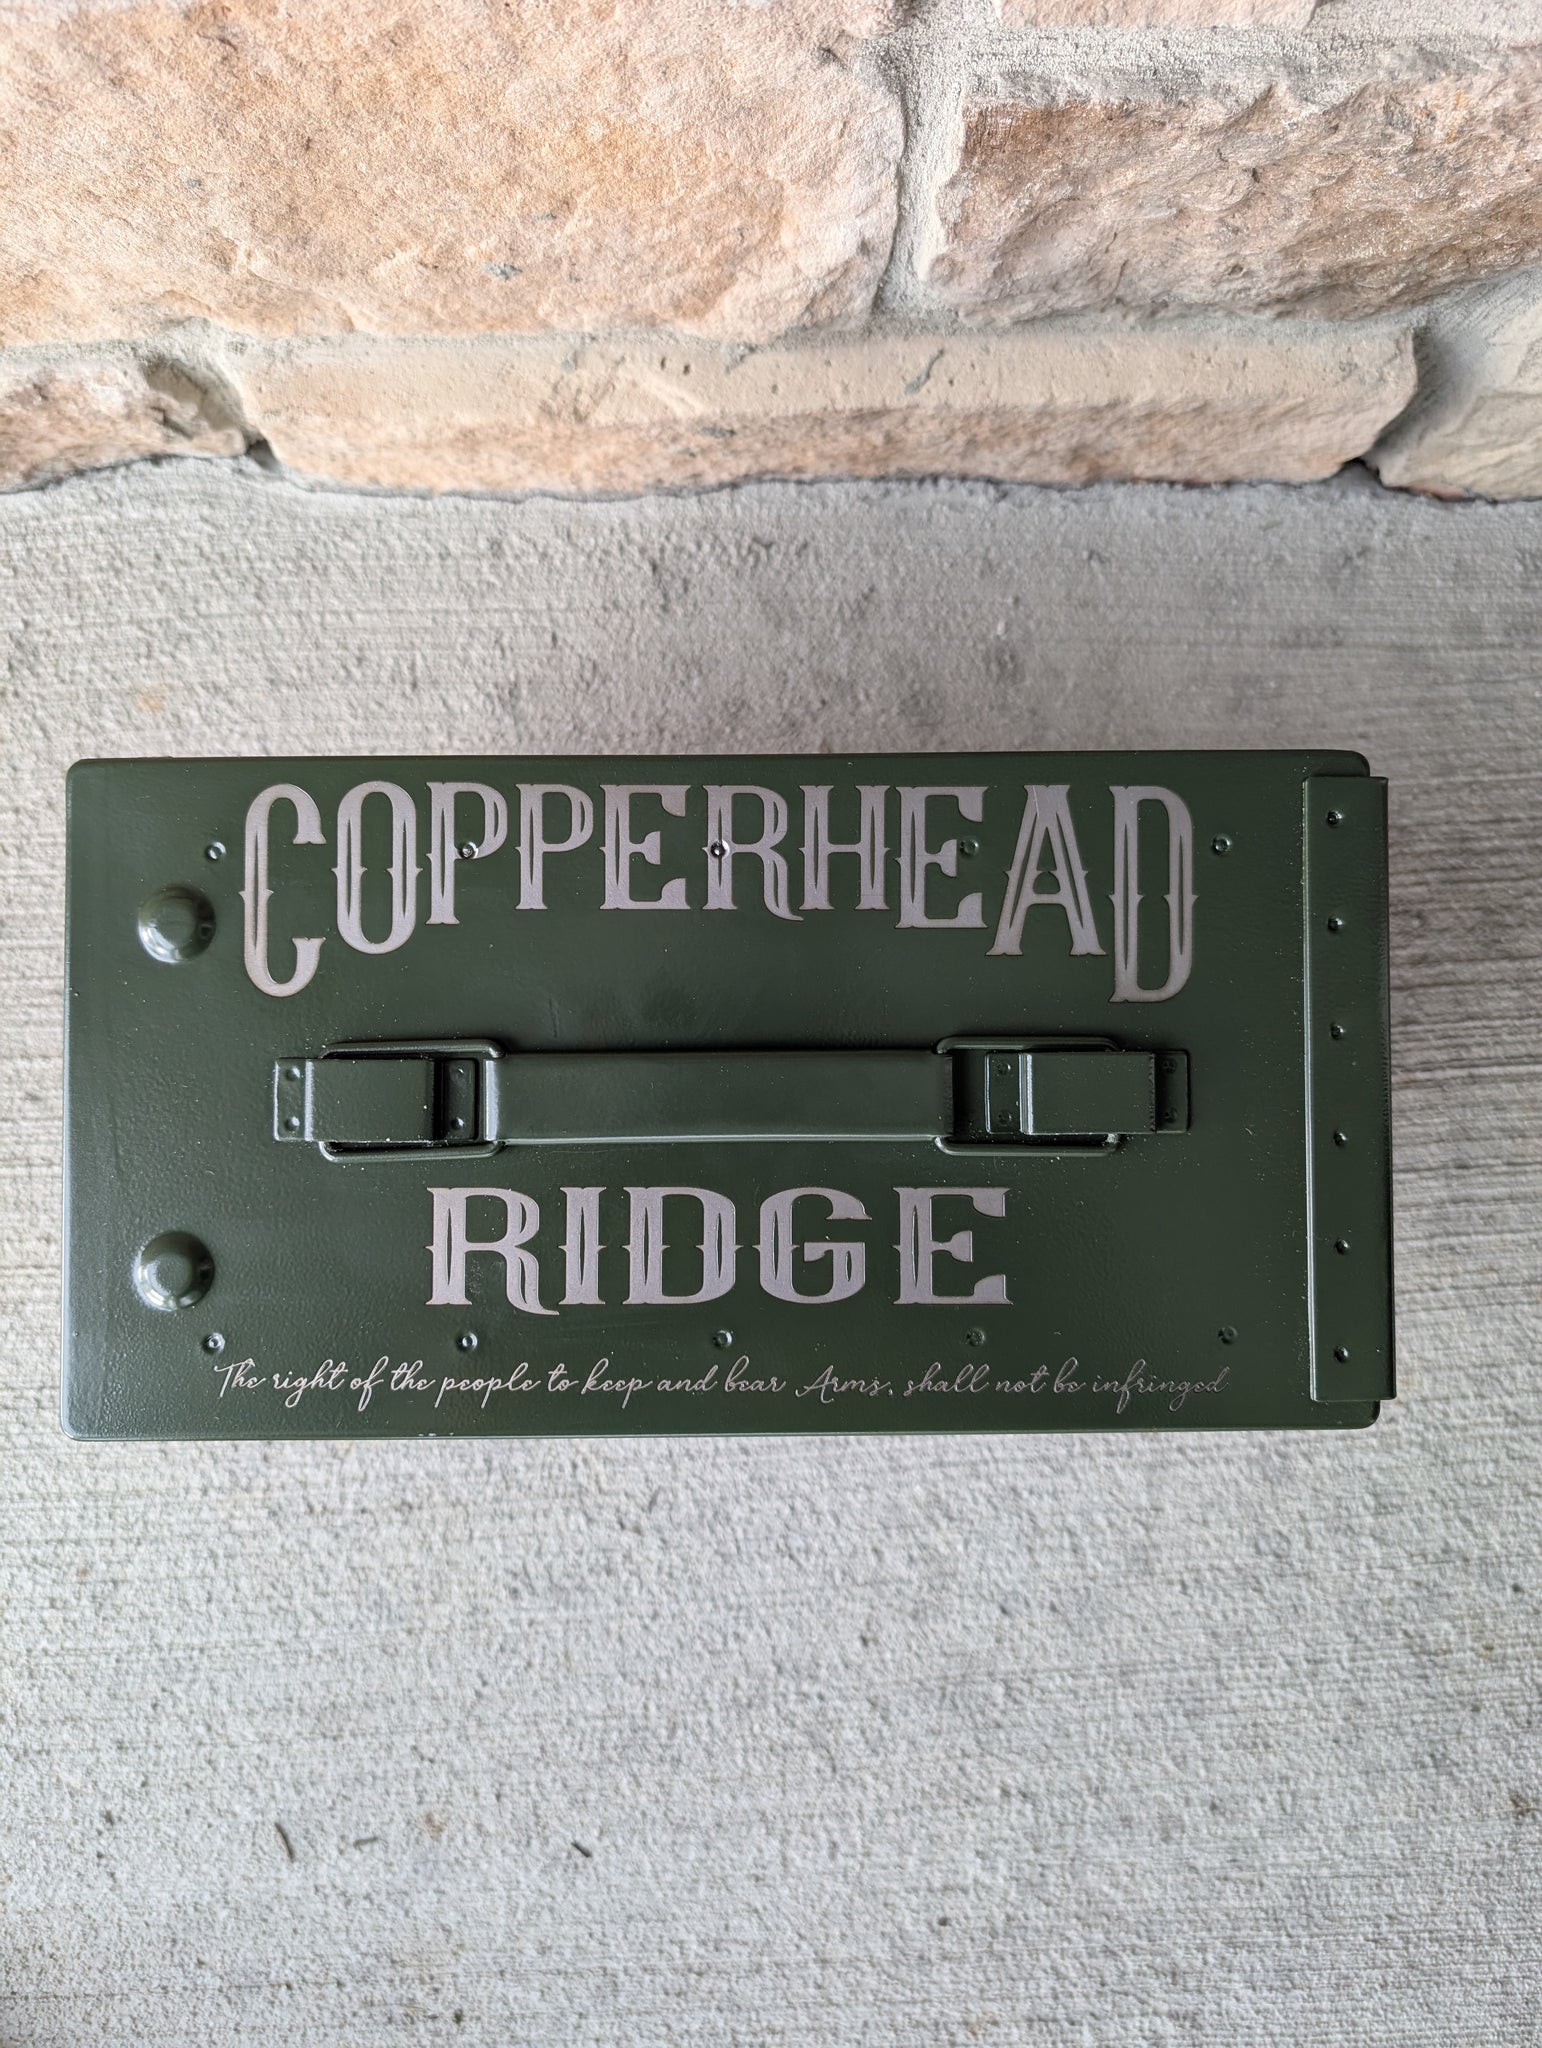 COPPERHEAD
RIDGE
The right of the people to keep and bear Arms, shall not be infringed